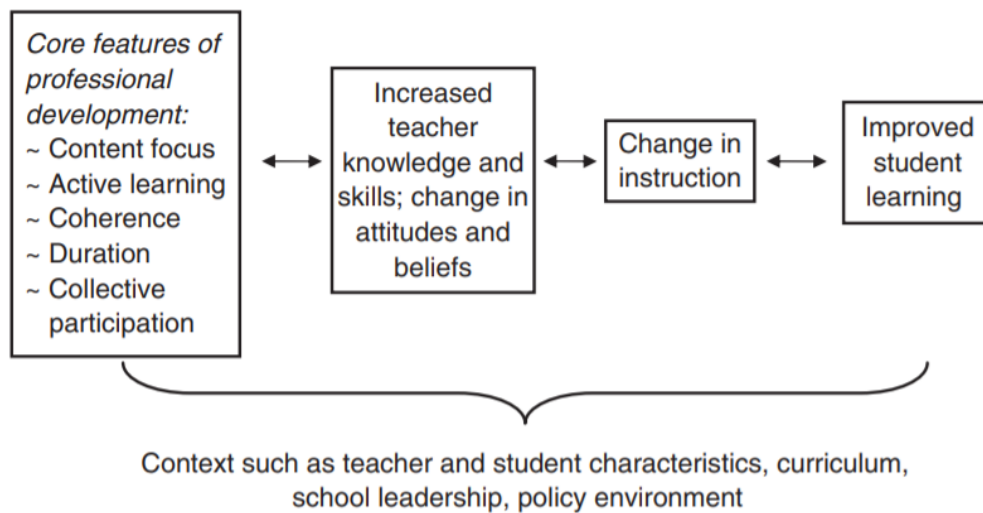 Core features of
professional
development:
~ Content focus
~ Active learning
~ Coherence
~ Duration
~ Collective
participation
Increased
teacher
knowledge and
skills; change in
attitudes and
beliefs
Change in
instruction
Improved
student
learning
Context such as teacher and student characteristics, curriculum,
school leadership, policy environment